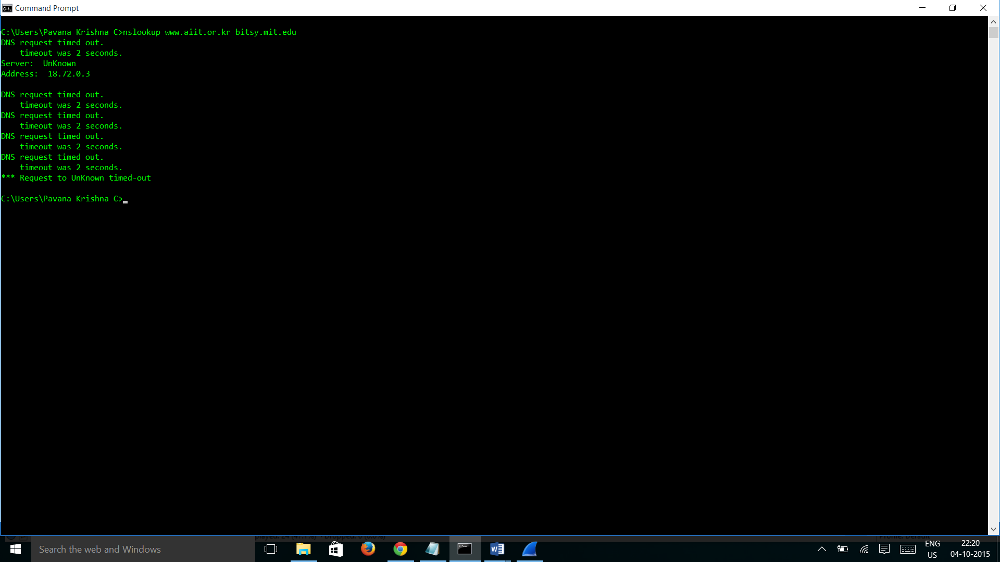 Command Prompt
C:\Users\Pavana Krishna C>nslookup www.aiit.or.kr bitsy.mit.edu
DNS request timed out.
    timeout was 2 seconds.
Server:  UnKnown
Address:  18.72.0.3

DNS request timed out.
    timeout was 2 seconds.
DNS request timed out.
    timeout was 2 seconds.
DNS request timed out.
    timeout was 2 seconds.
DNS request timed out.
    timeout was 2 seconds.
*** Request to UnKnown timed-out

C:\Users\Pavana Krishna C>
Search the web and Windows
ENG
US
22:20
04-10-2015